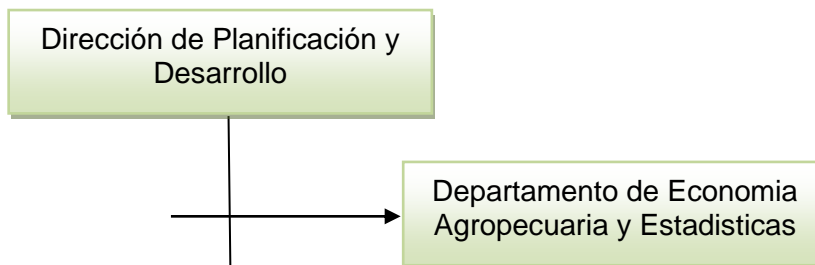 Dirección de Planificación y
Desarrollo
Departamento de Economia
Agropecuaria y Estadisticas